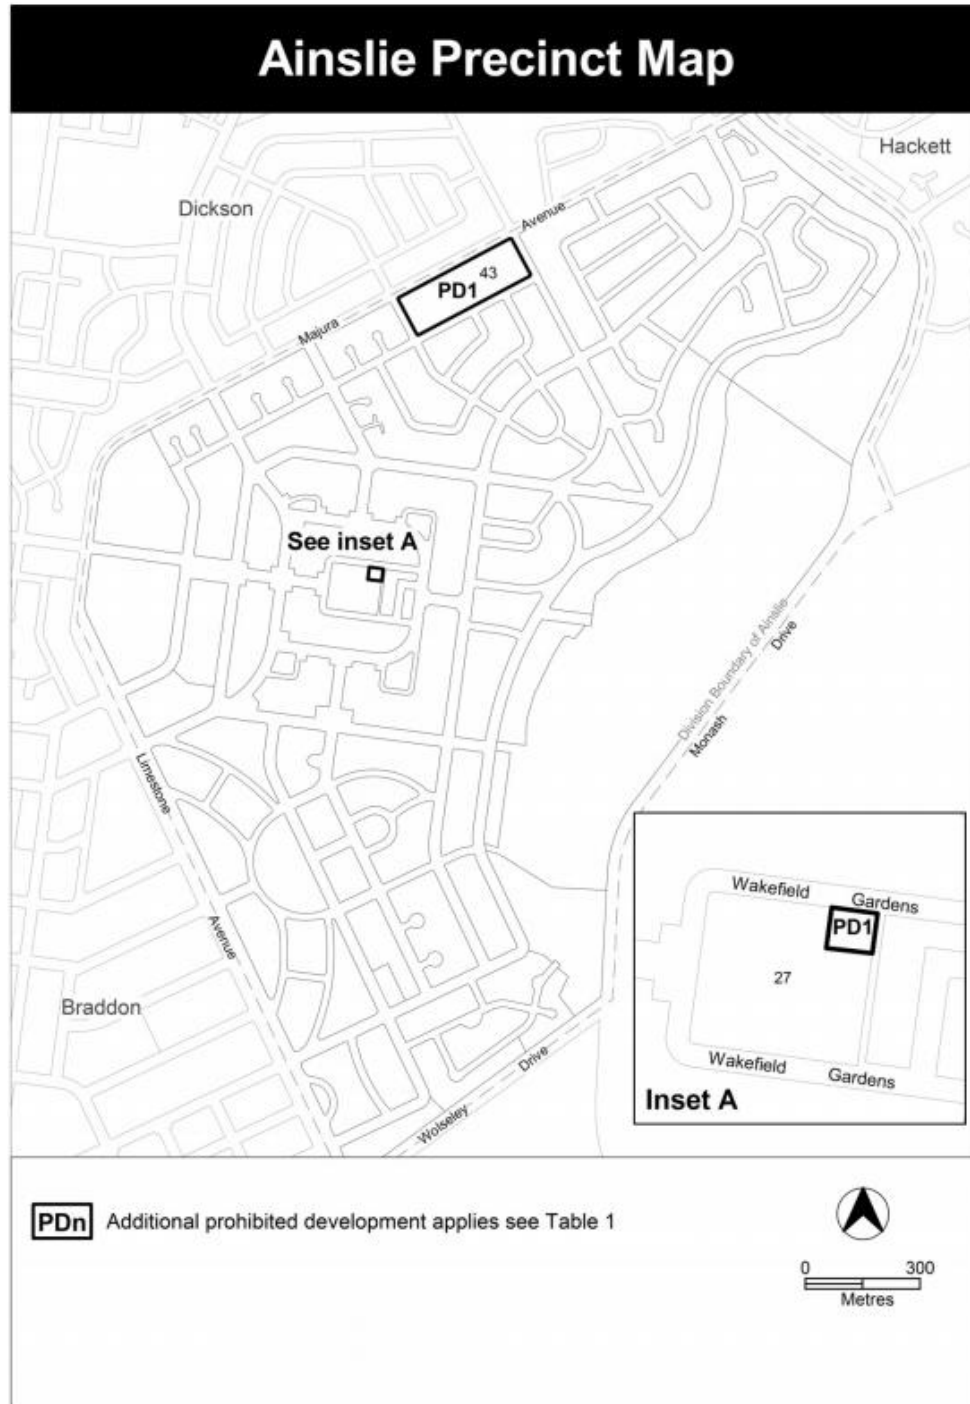 Ainslie Precinct Map
Hackett
Dickson
Avenue
43
PD1
Majura
See inset A
Division Boundary of Ainslie
Drive
Monash
Limestone
Avenue
Braddon
Wolseley
Drive
Wakefield
Gardens
PD1
27
Wakefield
Gardens
Inset A
PDn Additional prohibited development applies see Table 1
0 300
Metres